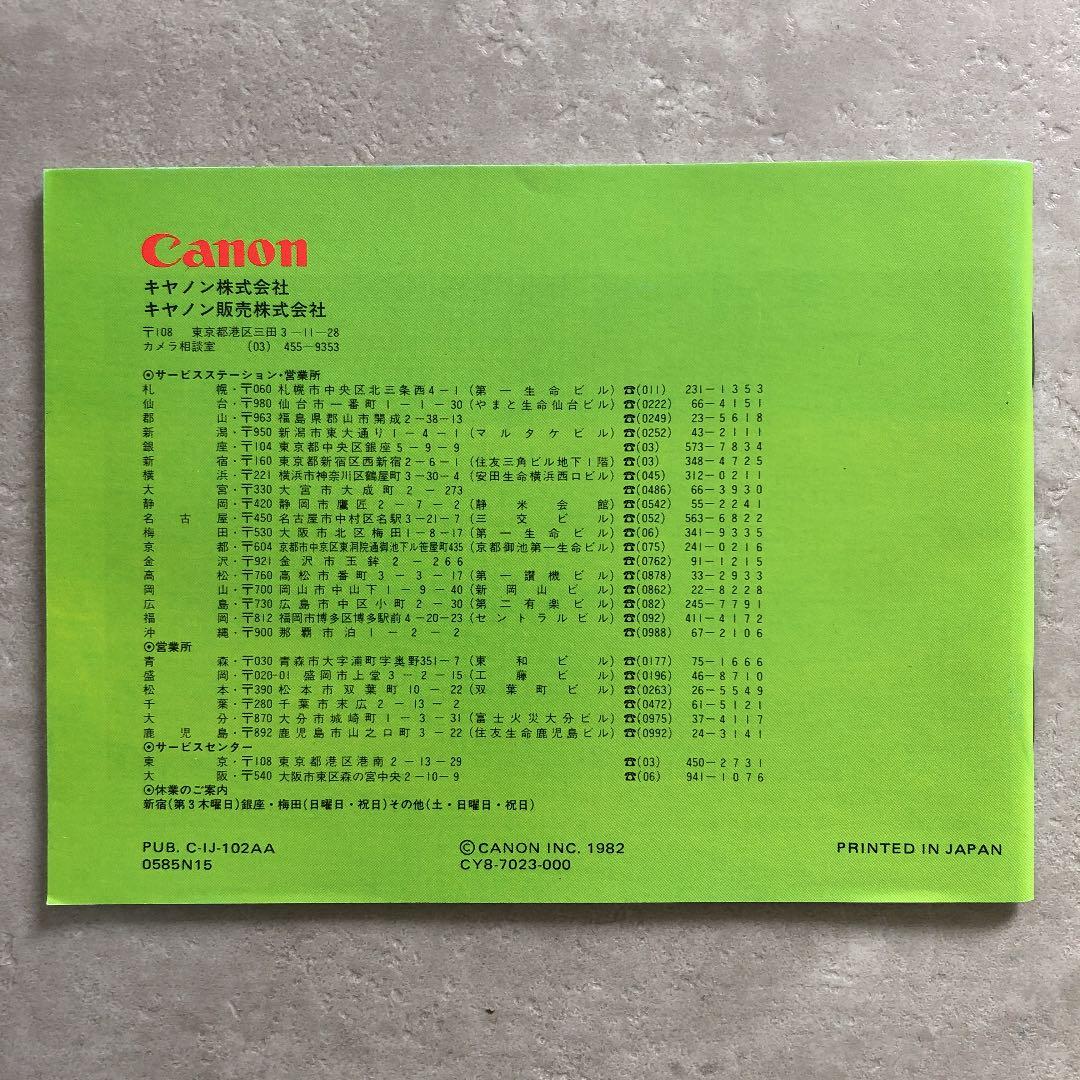 Canon
キヤノン株式会社
キヤノン販売株式会社
〒108 東京都港区三田3-11-28
カメラ相談室 (03) 455-9353
⦿サービスステーション・営業所
札幌・〒060 札幌市中央区北三条西4-1(第一生命ビル) ☎(011) 231-1353
仙台・〒980 仙台市一番町1-1-30(やまと生命仙台ビル) ☎(0222) 66-4151
郡山・〒963 福島県郡山市開成2-38-13 ☎(0249) 23-5618
新潟・〒950 新潟市東大通り1-4-1(マルタケビル) ☎(0252) 43-2111
銀座・〒104 東京都中央区銀座5-9-9 ☎(03) 573-7834
新宿・〒160 東京都新宿区西新宿2-6-1(住友三角ビル地下1階) ☎(03) 348-4725
横浜・〒221 横浜市神奈川区鶴屋町3-30-4(安田生命横浜西口ビル) ☎(045) 312-0211
大宮・〒330 大宮市大成町2-273 ☎(0486) 66-3930
静岡・〒420 静岡市鷹匠2-7-2(静米会館) ☎(0542) 55-2241
名古屋・〒450 名古屋市中村区名駅3-21-7(三交ビル) ☎(052) 563-6822
梅田・〒530 大阪市北区梅田1-8-17(第一生命ビル) ☎(06) 341-9335
京都・〒604 京都市中京区東洞院通御池下ル笹屋町435(京都御池第一生命ビル) ☎(075) 241-0216
金沢・〒921 金沢市玉鉾2-266 ☎(0762) 91-1215
高松・〒760 高松市番町3-3-17(第一讃機ビル) ☎(0878) 33-2933
岡山・〒700 岡山市中山下1-9-40(新岡山ビル) ☎(0862) 22-8228
広島・〒730 広島市中区小町2-30(第二有楽ビル) ☎(082) 245-7791
福岡・〒812 福岡市博多区博多駅前4-20-23(セントラルビル) ☎(092) 411-4172
沖縄・〒900 那覇市泊1-2-2 ☎(0988) 67-2106
⦿営業所
青森・〒030 青森市大字浦町字奥野351-7(東和ビル) ☎(0177) 75-1666
盛岡・〒020-01 盛岡市上堂3-2-15(工藤ビル) ☎(0196) 46-8710
松本・〒390 松本市双葉町10-22(双葉町ビル) ☎(0263) 26-5549
千葉・〒280 千葉市末広2-13-2 ☎(0472) 61-5121
大分・〒870 大分市城崎町1-3-31(富士火災大分ビル) ☎(0975) 37-4117
鹿児島・〒892 鹿児島市山之口町3-22(住友生命鹿児島ビル) ☎(0992) 24-3141
⦿サービスセンター
東京・〒108 東京都港区港南2-13-29 ☎(03) 450-2731
大阪・〒540 大阪市東区森の宮中央2-10-9 ☎(06) 941-1076
⦿休業のご案内
新宿(第3木曜日)銀座・梅田(日曜日・祝日)その他(土・日曜日・祝日)
PUB. C-IJ-102AA ©CANON INC. 1982 PRINTED IN JAPAN
0585N15 CY8-7023-000